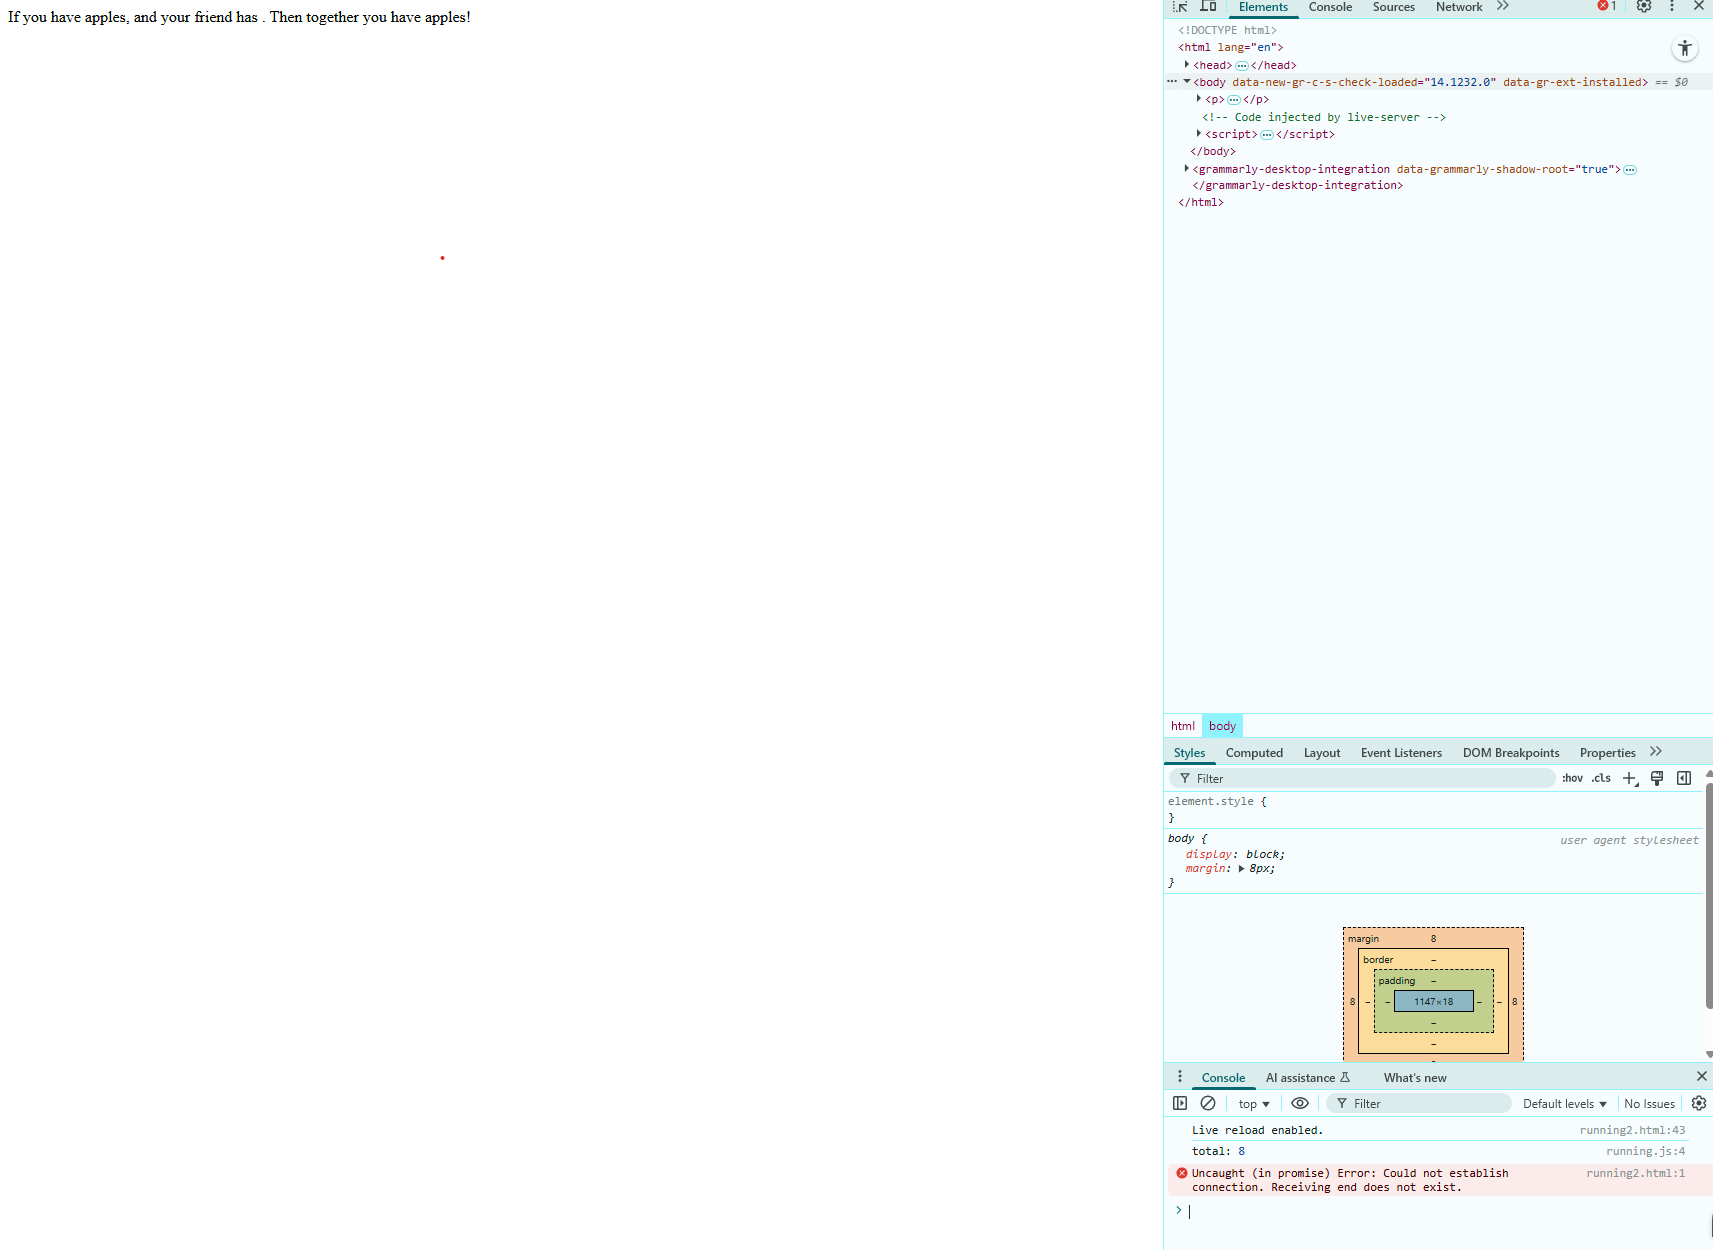 If you have apples, and your friend has . Then together you have apples!
Elements Console Sources Network 1
<!DOCTYPE html>
<html lang="en">
<head> </head>
<body data-new-gr-c-s-check-loaded="14.1232.0" data-gr-ext-installed> == $0
<p> </p>
<!-- Code injected by live-server -->
<script> </script>
</body>
<grammarly-desktop-integration data-grammarly-shadow-root="true">
</grammarly-desktop-integration>
</html>
html body
Styles Computed Layout Event Listeners DOM Breakpoints Properties
Filter :hov .cls
element.style {
}
body { user agent stylesheet
display: block;
margin: 8px;
}
margin 8
border –
padding –
8 – – 1147×18 – – 8
–
–
Console AI assistance What's new
top Filter Default levels No Issues
Live reload enabled. running2.html:43
total: 8 running.js:4
Uncaught (in promise) Error: Could not establish running2.html:1
connection. Receiving end does not exist.